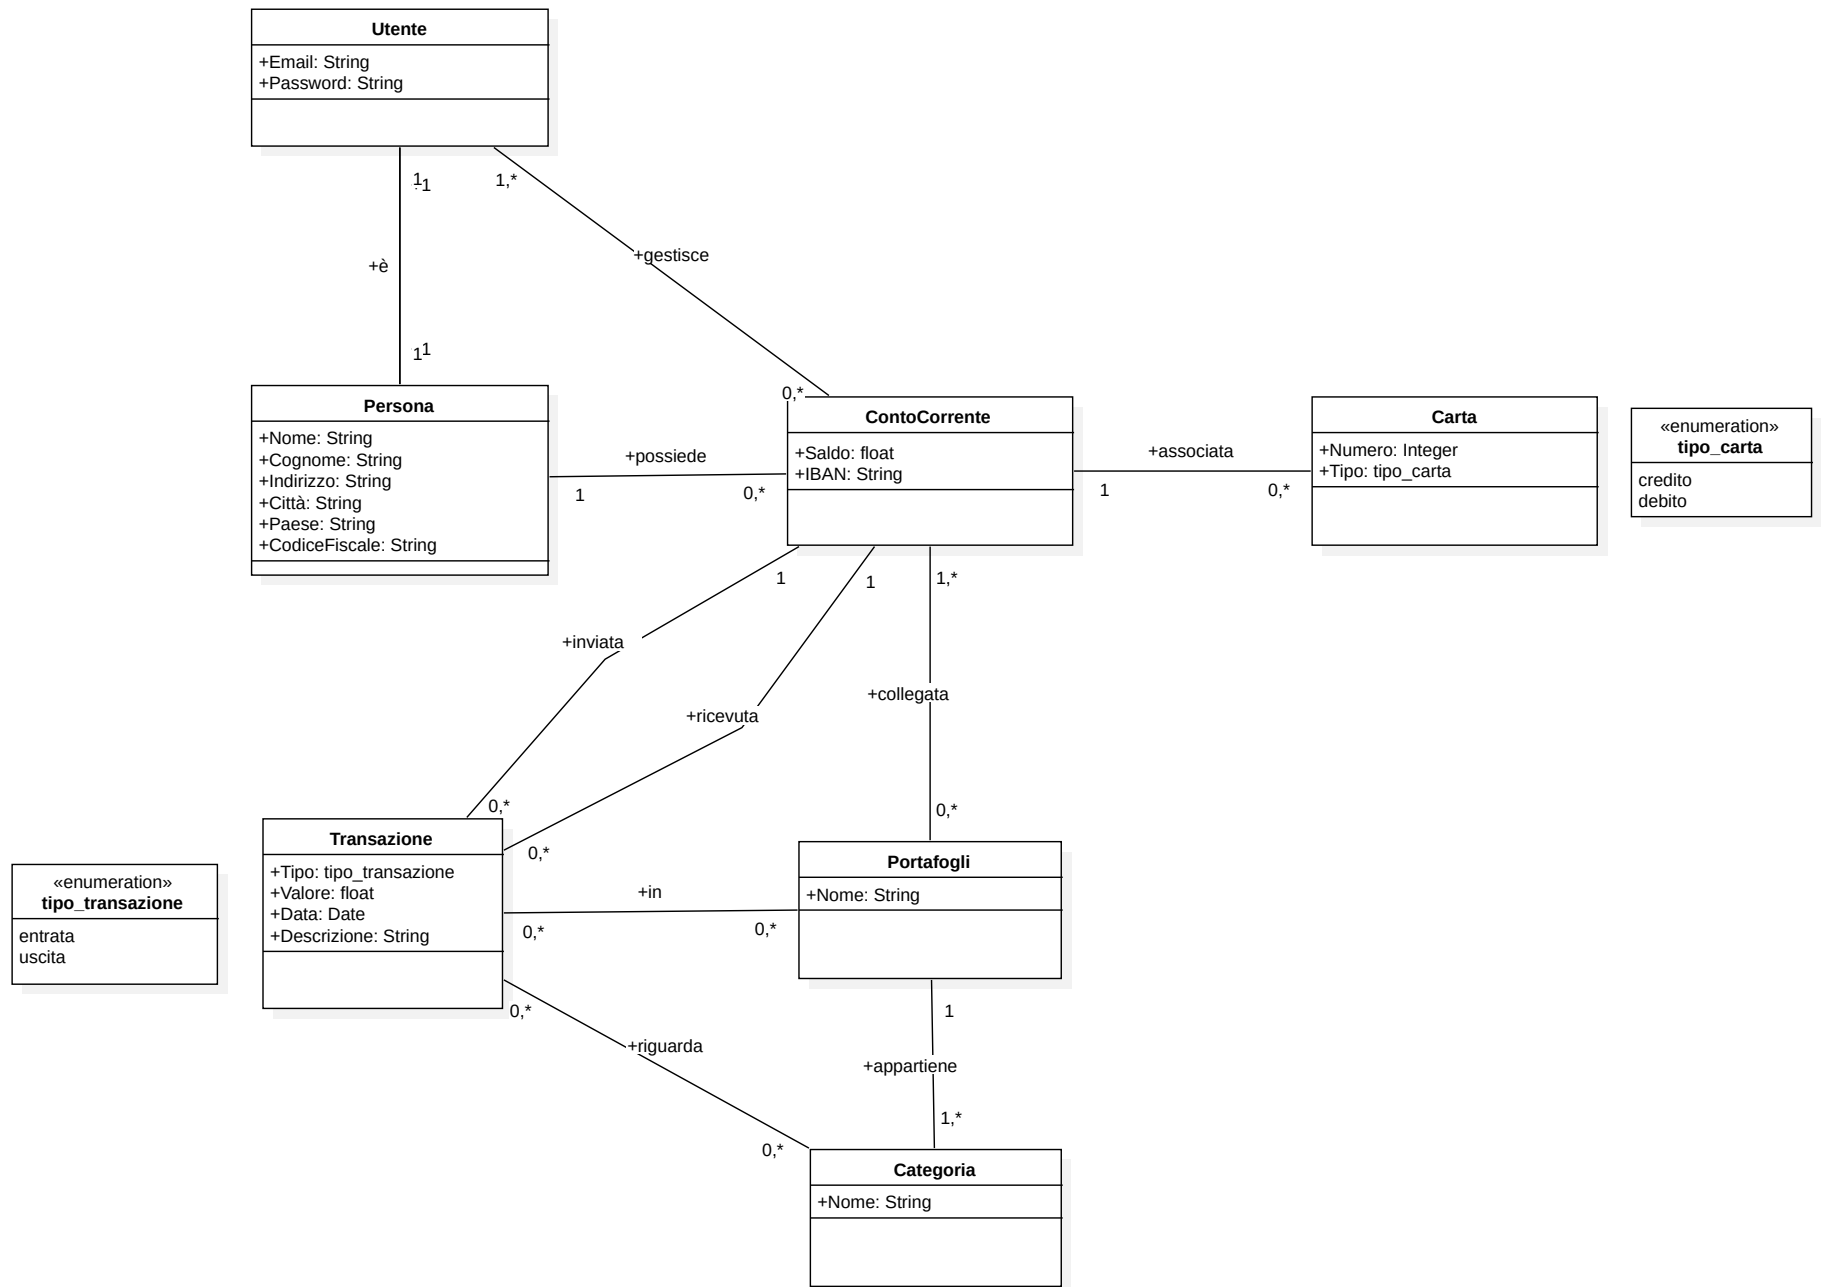 Utente
+Email: String
+Password: String
1
1
1,*
+gestisce
+è
1
1
0,*
Persona
+Nome: String
+Cognome: String
+Indirizzo: String
+Città: String
+Paese: String
+CodiceFiscale: String
+possiede
1
0,*
ContoCorrente
+Saldo: float
+IBAN: String
+associata
1
0,*
Carta
+Numero: Integer
+Tipo: tipo_carta
«enumeration»
tipo_carta
credito
debito
1
1
1,*
+inviata
+collegata
+ricevuta
0,*
0,*
0,*
«enumeration»
tipo_transazione
entrata
uscita
Transazione
+Tipo: tipo_transazione
+Valore: float
+Data: Date
+Descrizione: String
+in
0,*
0,*
Portafogli
+Nome: String
0,*
1
+riguarda
+appartiene
1,*
0,*
Categoria
+Nome: String